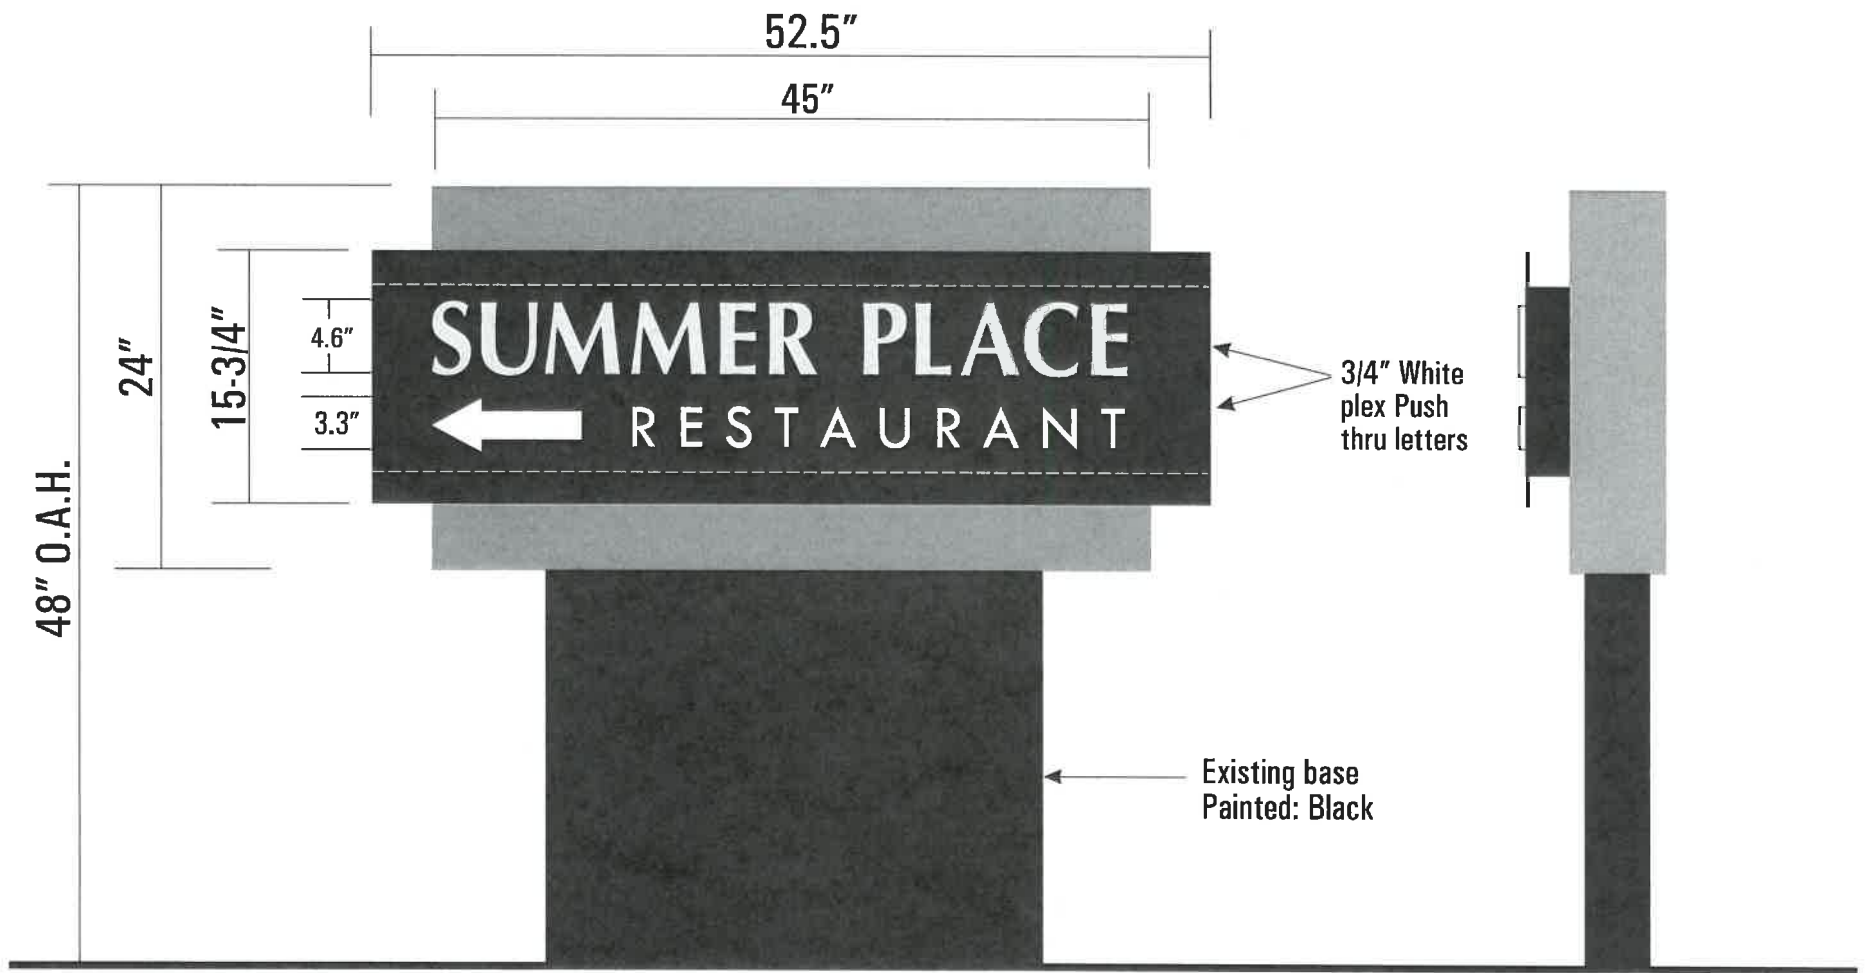 52.5"
45"
48" O.A.H.
24"
15-3/4"
4.6"
3.3"
SUMMER PLACE
RESTAURANT
3/4" White
plex Push
thru letters
Existing base
Painted: Black